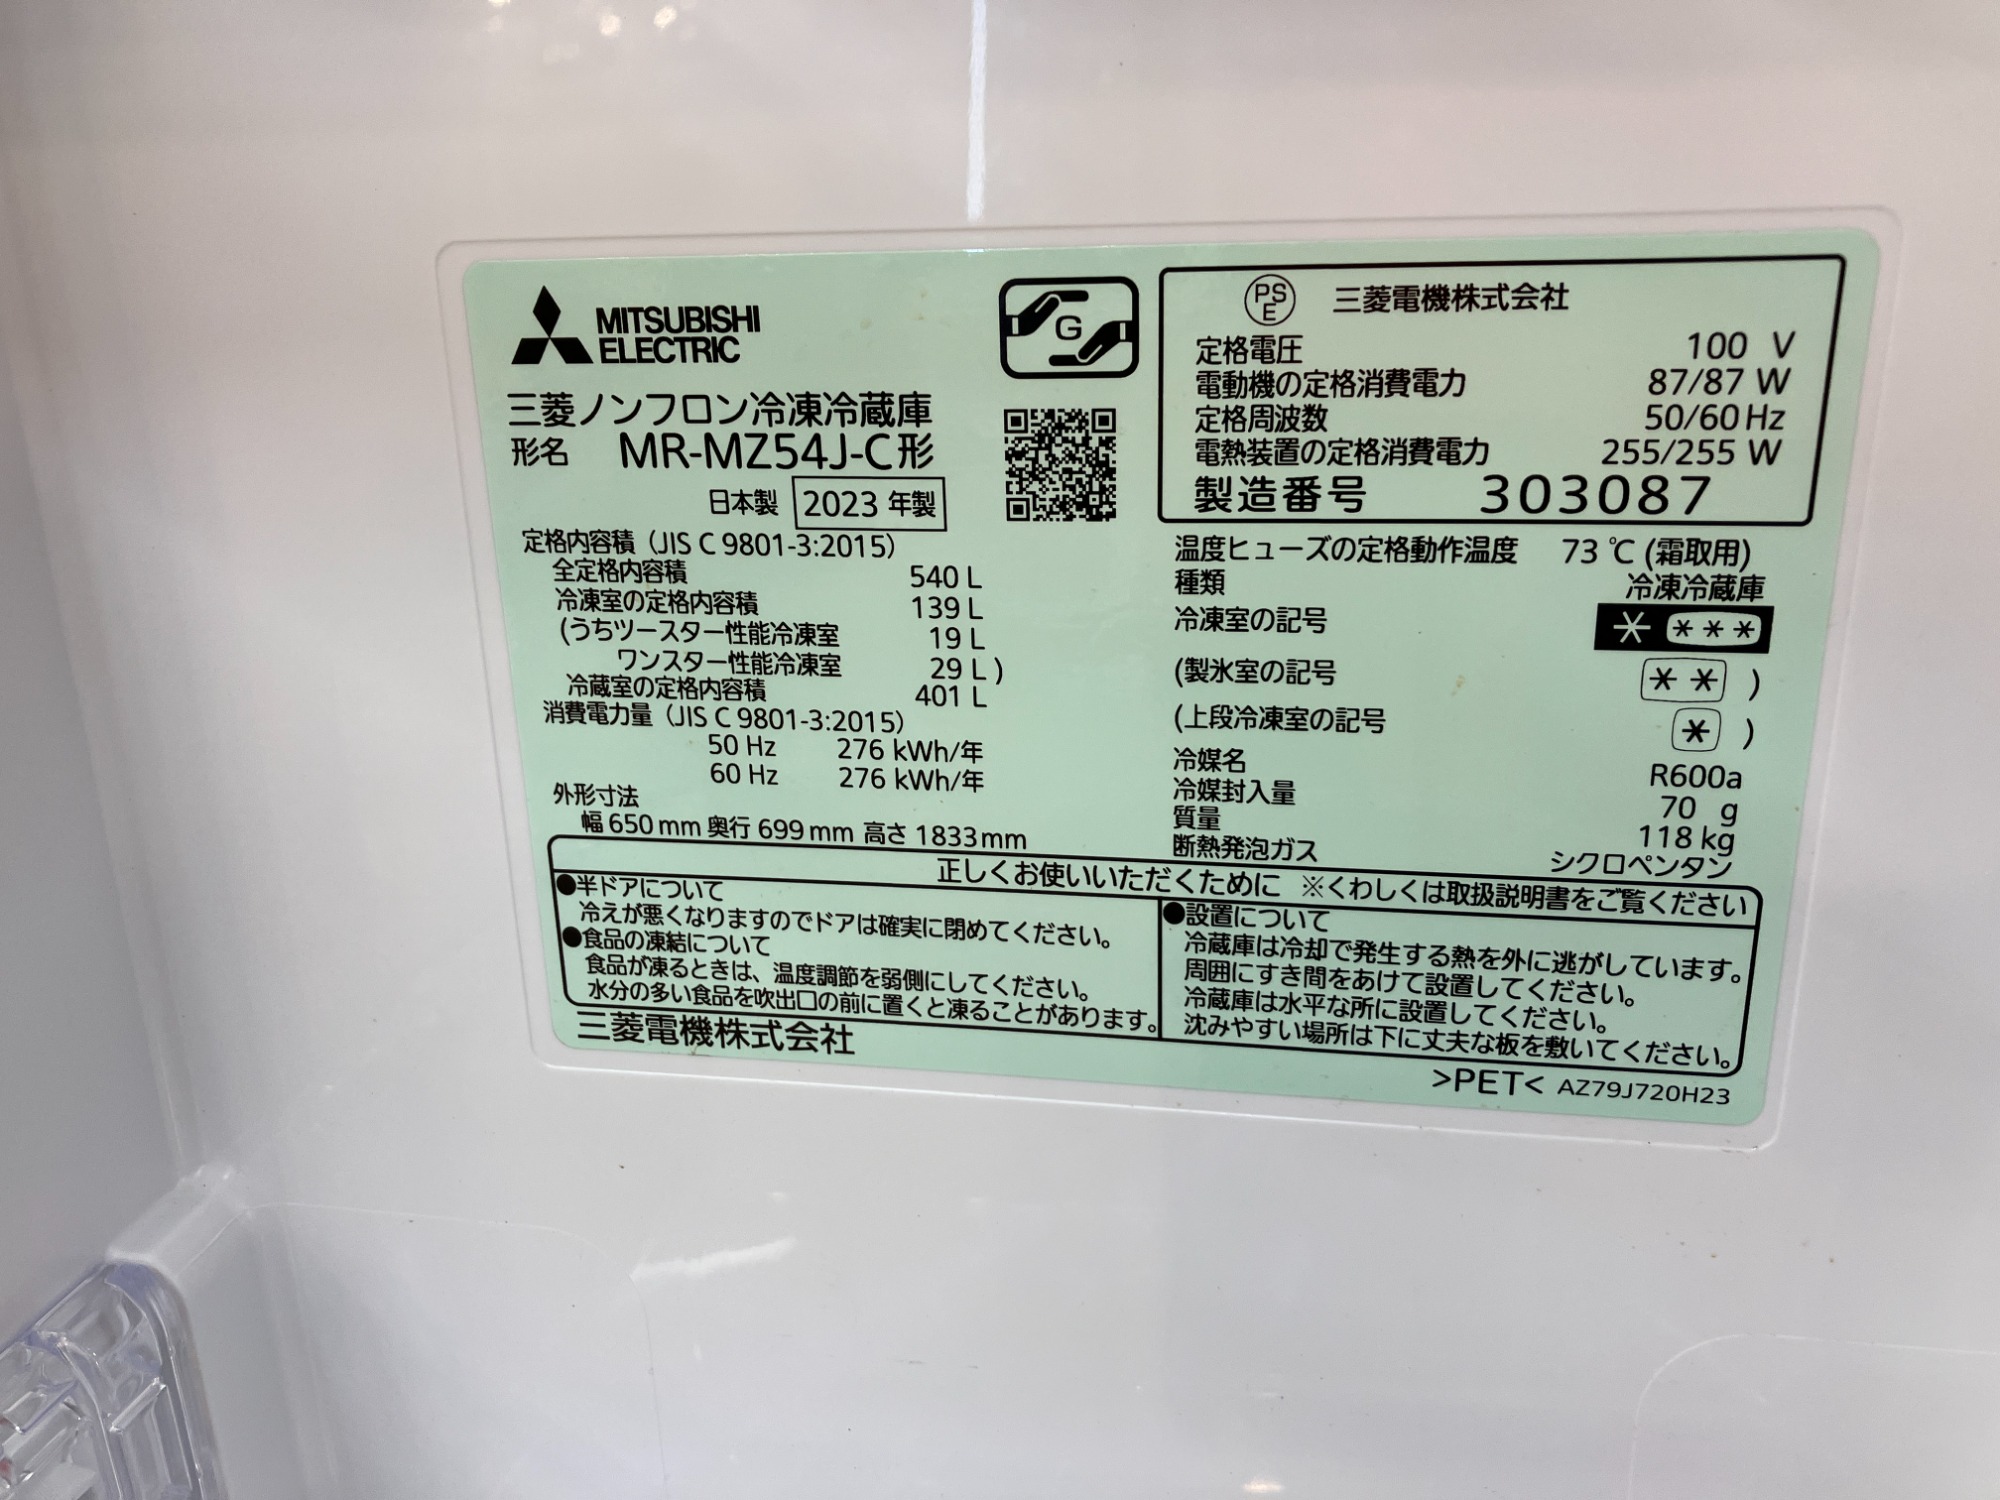 MITSUBISHI
ELECTRIC
G
三菱ノンフロン冷凍冷蔵庫
形名 MR-MZ54J-C形
日本製 2023 年製
定格内容積（JIS C 9801-3:2015）
全定格内容積 540 L
冷凍室の定格内容積 139 L
(うちツースター性能冷凍室 19 L
ワンスター性能冷凍室 29 L )
冷蔵室の定格内容積 401 L
消費電力量（JIS C 9801-3:2015）
50 Hz 276 kWh/年
60 Hz 276 kWh/年
外形寸法
幅 650 mm 奥行 699 mm 高さ 1833 mm
PS
E 三菱電機株式会社
定格電圧 100 V
電動機の定格消費電力 87/87 W
定格周波数 50/60 Hz
電熱装置の定格消費電力 255/255 W
製造番号 303087
温度ヒューズの定格動作温度 73 ℃ (霜取用)
種類 冷凍冷蔵庫
冷凍室の記号 * ***
(製氷室の記号 ** )
(上段冷凍室の記号 * )
冷媒名 R600a
冷媒封入量 70 g
質量 118 kg
断熱発泡ガス シクロペンタン
正しくお使いいただくために ※くわしくは取扱説明書をご覧ください
●半ドアについて
冷えが悪くなりますのでドアは確実に閉めてください。
●食品の凍結について
食品が凍るときは、温度調節を弱側にしてください。
水分の多い食品を吹出口の前に置くと凍ることがあります。
●設置について
冷蔵庫は冷却で発生する熱を外に逃がしています。
周囲にすき間をあけて設置してください。
冷蔵庫は水平な所に設置してください。
沈みやすい場所は下に丈夫な板を敷いてください。
三菱電機株式会社
>PET< AZ79J720H23